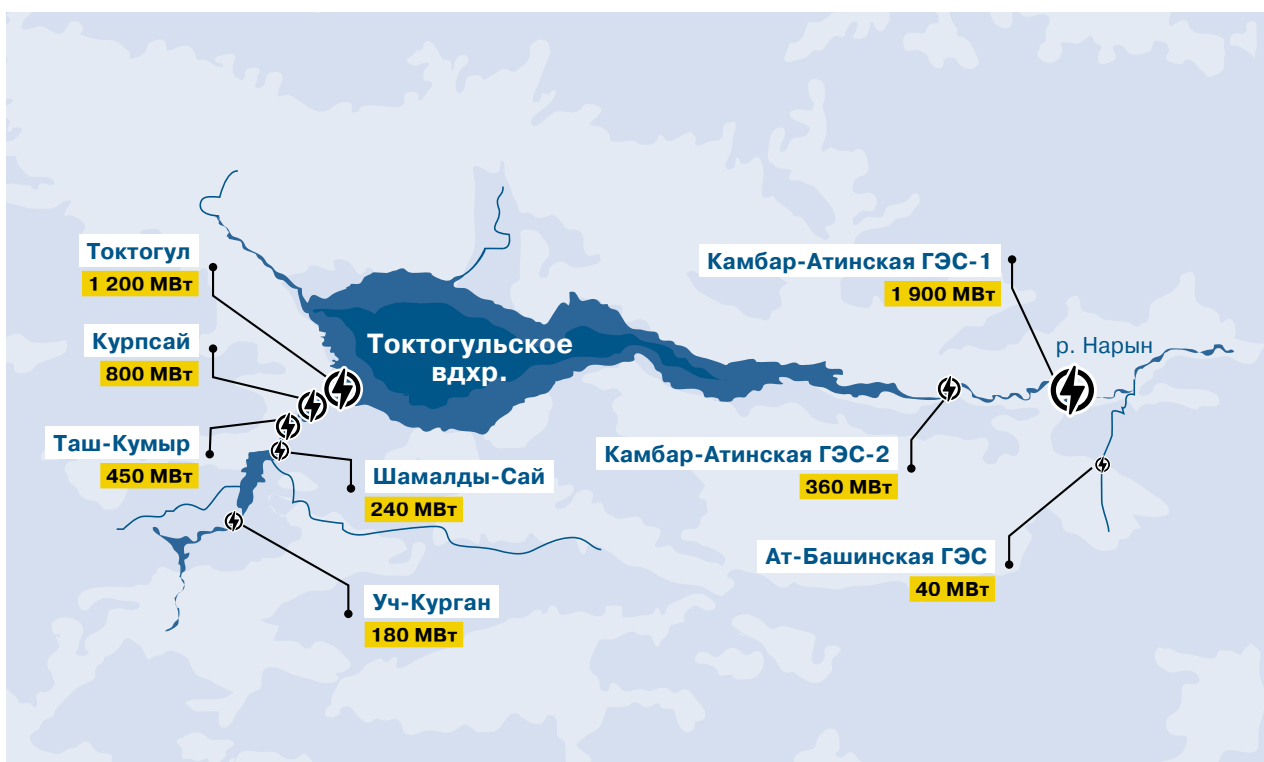 Токтогул
1 200 МВт
Курпсай
800 МВт
Таш-Кумыр
450 МВт
Токтогульское
вдхр.
Шамалды-Сай
240 МВт
Уч-Курган
180 МВт
Камбар-Атинская ГЭС-1
1 900 МВт
р. Нарын
Камбар-Атинская ГЭС-2
360 МВт
Ат-Башинская ГЭС
40 МВт